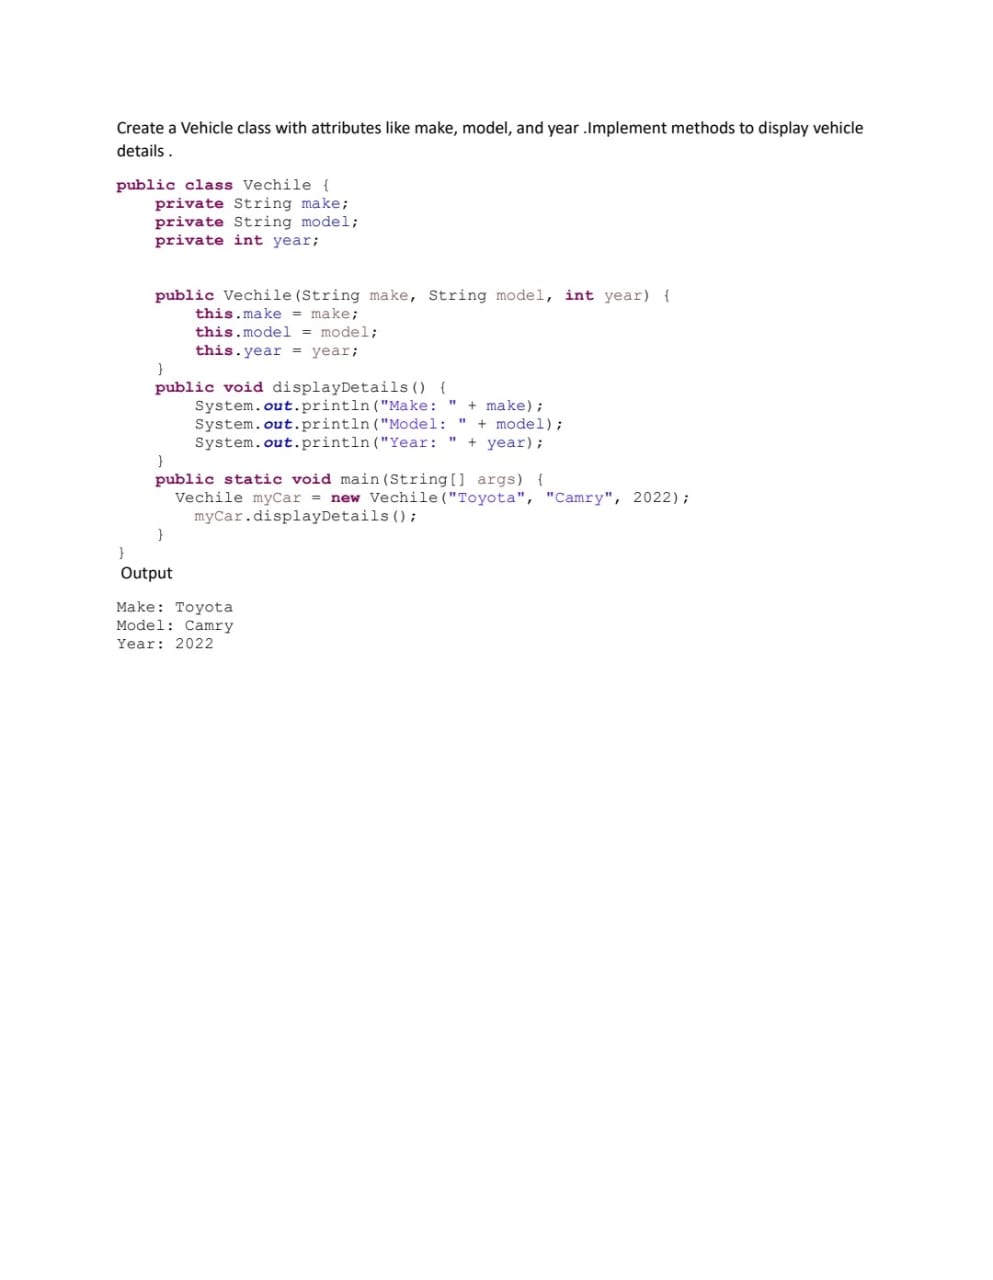 Create a Vehicle class with attributes like make, model, and year .Implement methods to display vehicle
details .
public class Vechile {
    private String make;
    private String model;
    private int year;
    public Vechile(String make, String model, int year) {
        this.make = make;
        this.model = model;
        this.year = year;
    }
    public void displayDetails() {
        System.out.println("Make: " + make);
        System.out.println("Model: " + model);
        System.out.println("Year: " + year);
    }
    public static void main(String[] args) {
      Vechile myCar = new Vechile("Toyota", "Camry", 2022);
        myCar.displayDetails();
    }
}
Output
Make: Toyota
Model: Camry
Year: 2022